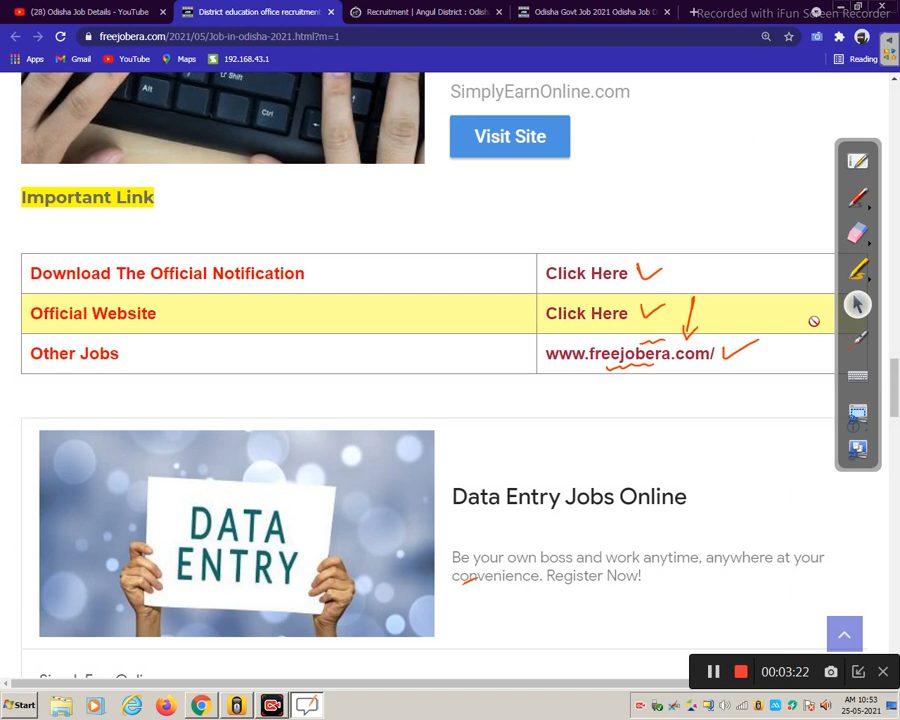 (28) Odisha Job Details - YouTube
District education office recruitment
Recruitment | Angul District : Odish
Odisha Govt Job 2021 Odisha Job D
Recorded with iFun Screen Recorder
freejobera.com/2021/05/Job-in-odisha-2021.html?m=1
Apps
Gmail
YouTube
Maps
192.168.43.1
Reading
Alt
Shift
Ctrl
SimplyEarnOnline.com
Visit Site
Important Link
Download The Official Notification
Click Here
Official Website
Click Here
Other Jobs
www.freejobera.com/
DATA
ENTRY
Data Entry Jobs Online
Be your own boss and work anytime, anywhere at your
convenience. Register Now!
00:03:22
Start
AM 10:53
25-05-2021